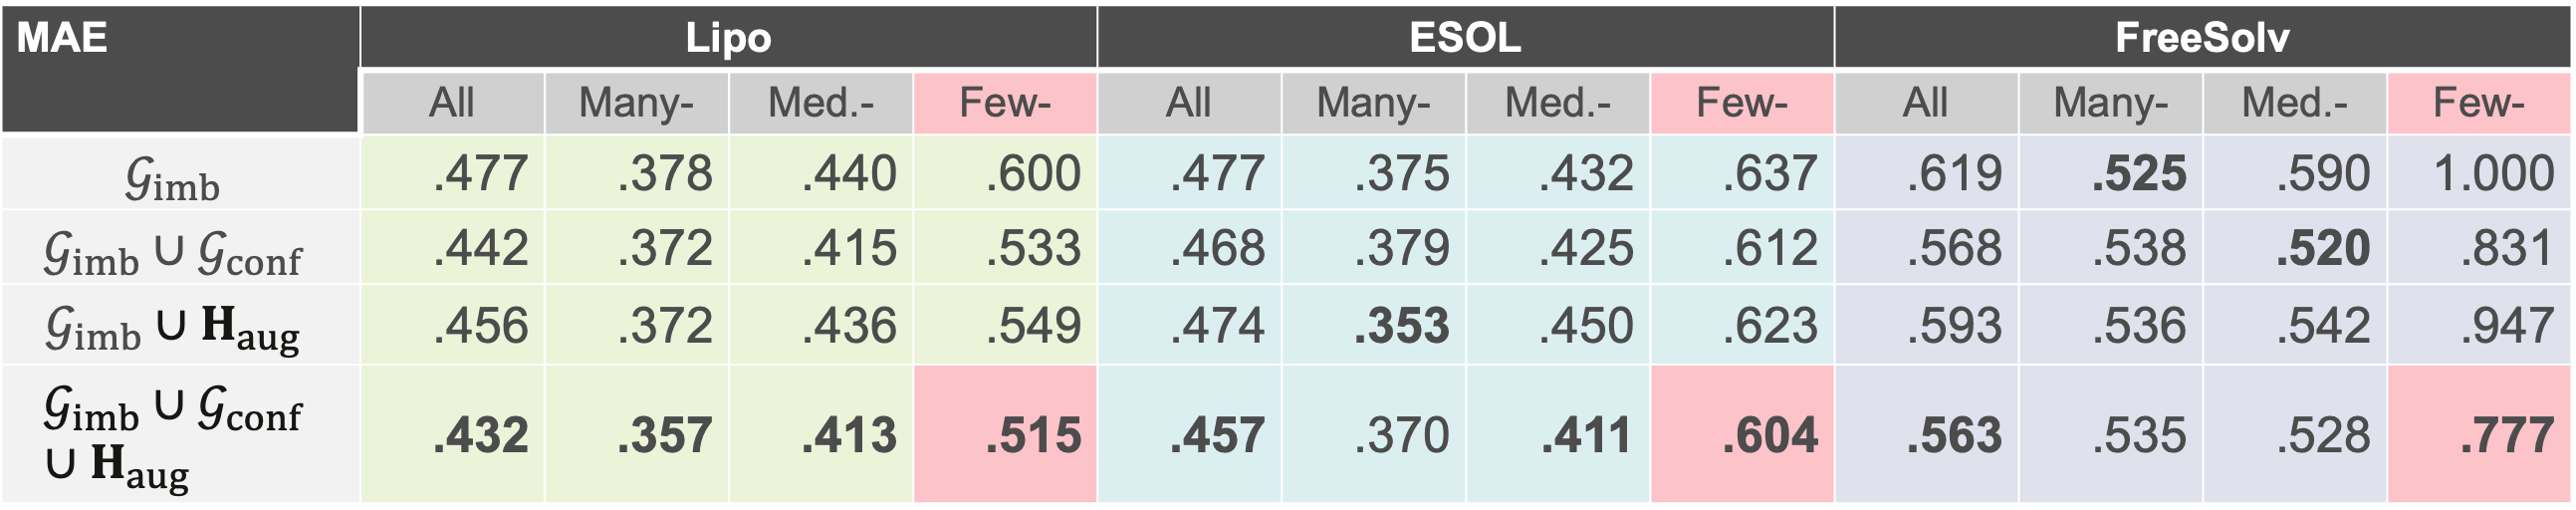 MAE Lipo ESOL FreeSolv
All Many- Med.- Few- All Many- Med.- Few- All Many- Med.- Few-
𝒢imb .477 .378 .440 .600 .477 .375 .432 .637 .619 .525 .590 1.000
𝒢imb ∪ 𝒢conf .442 .372 .415 .533 .468 .379 .425 .612 .568 .538 .520 .831
𝒢imb ∪ Haug .456 .372 .436 .549 .474 .353 .450 .623 .593 .536 .542 .947
𝒢imb ∪ 𝒢conf
∪ Haug .432 .357 .413 .515 .457 .370 .411 .604 .563 .535 .528 .777